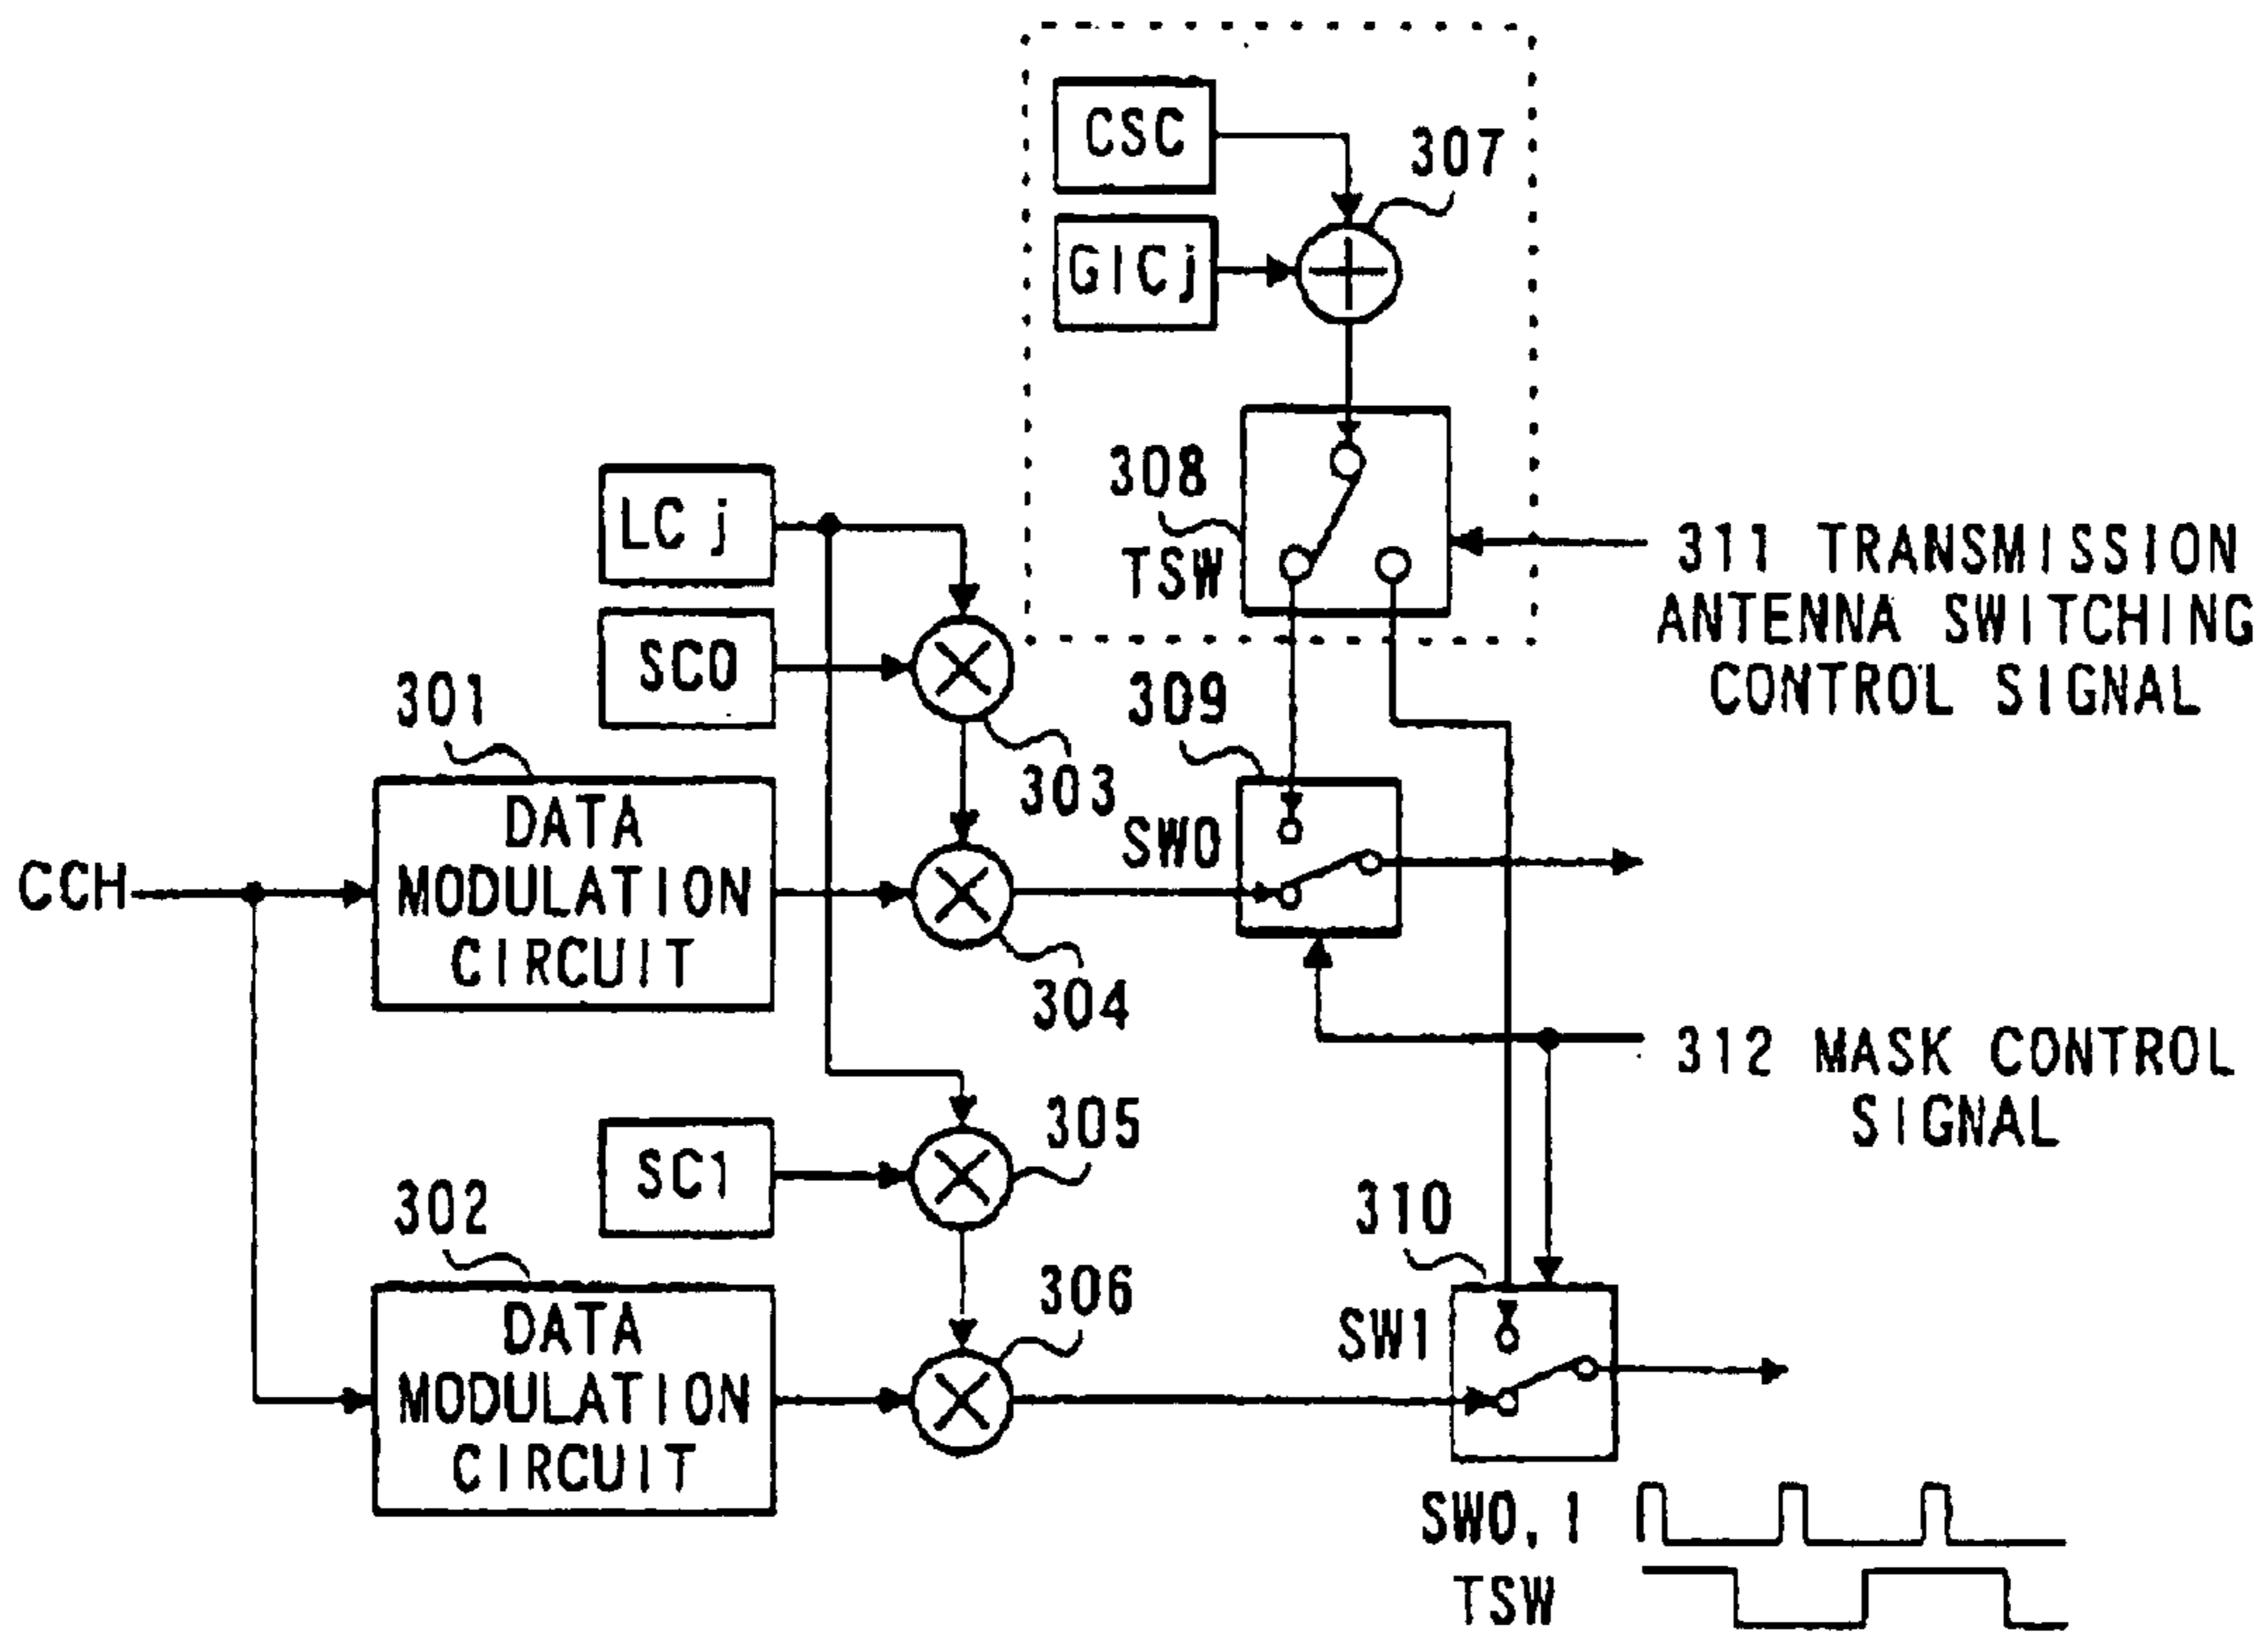 CSC
307
GICj
308
TSW
311 TRANSMISSION
ANTENNA SWITCHING
CONTROL SIGNAL
LCj
SC0
309
301
303
SW0
DATA
MODULATION
CIRCUIT
CCH
304
312 MASK CONTROL
SIGNAL
305
SC1
302
310
306
SW1
DATA
MODULATION
CIRCUIT
SW0, 1
TSW